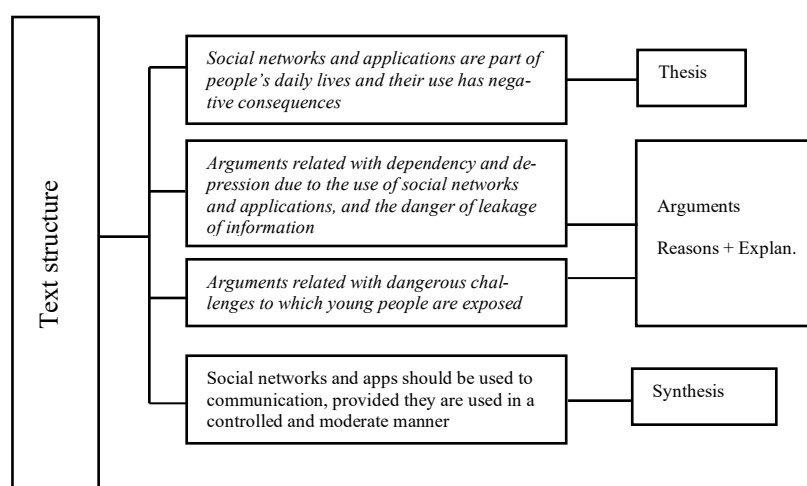 Text structure
Social networks and applications are part of
people's daily lives and their use has nega-
tive consequences
Thesis
Arguments related with dependency and de-
pression due to the use of social networks
and applications, and the danger of leakage
of information
Arguments
Reasons + Explan.
Arguments related with dangerous chal-
lenges to which young people are exposed
Social networks and apps should be used to
communication, provided they are used in a
controlled and moderate manner
Synthesis